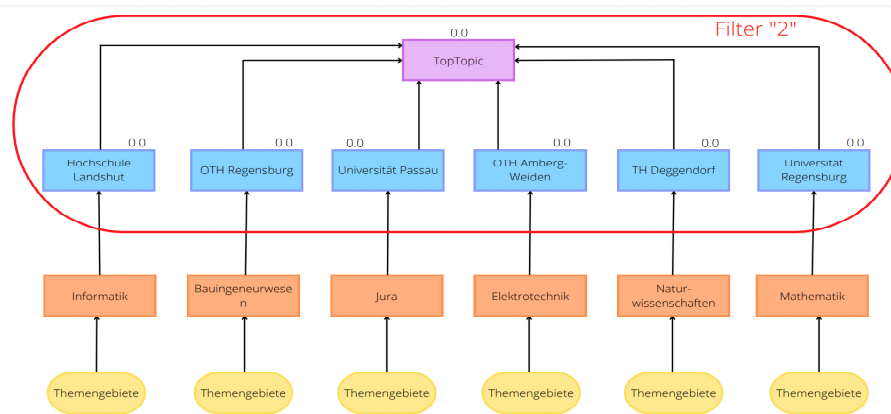 Filter "2"
0.0
TopTopic
0.0
0.0
0.0
0.0
0.0
0.0
Hochschule
Landshut
OTH Regensburg
Universität Passau
OTH Amberg-
Weiden
TH Deggendorf
Universität
Regensburg
Informatik
Bauingeneurwese
n
Jura
Elektrotechnik
Natur-
wissenschaften
Mathematik
Themengebiete
Themengebiete
Themengebiete
Themengebiete
Themengebiete
Themengebiete